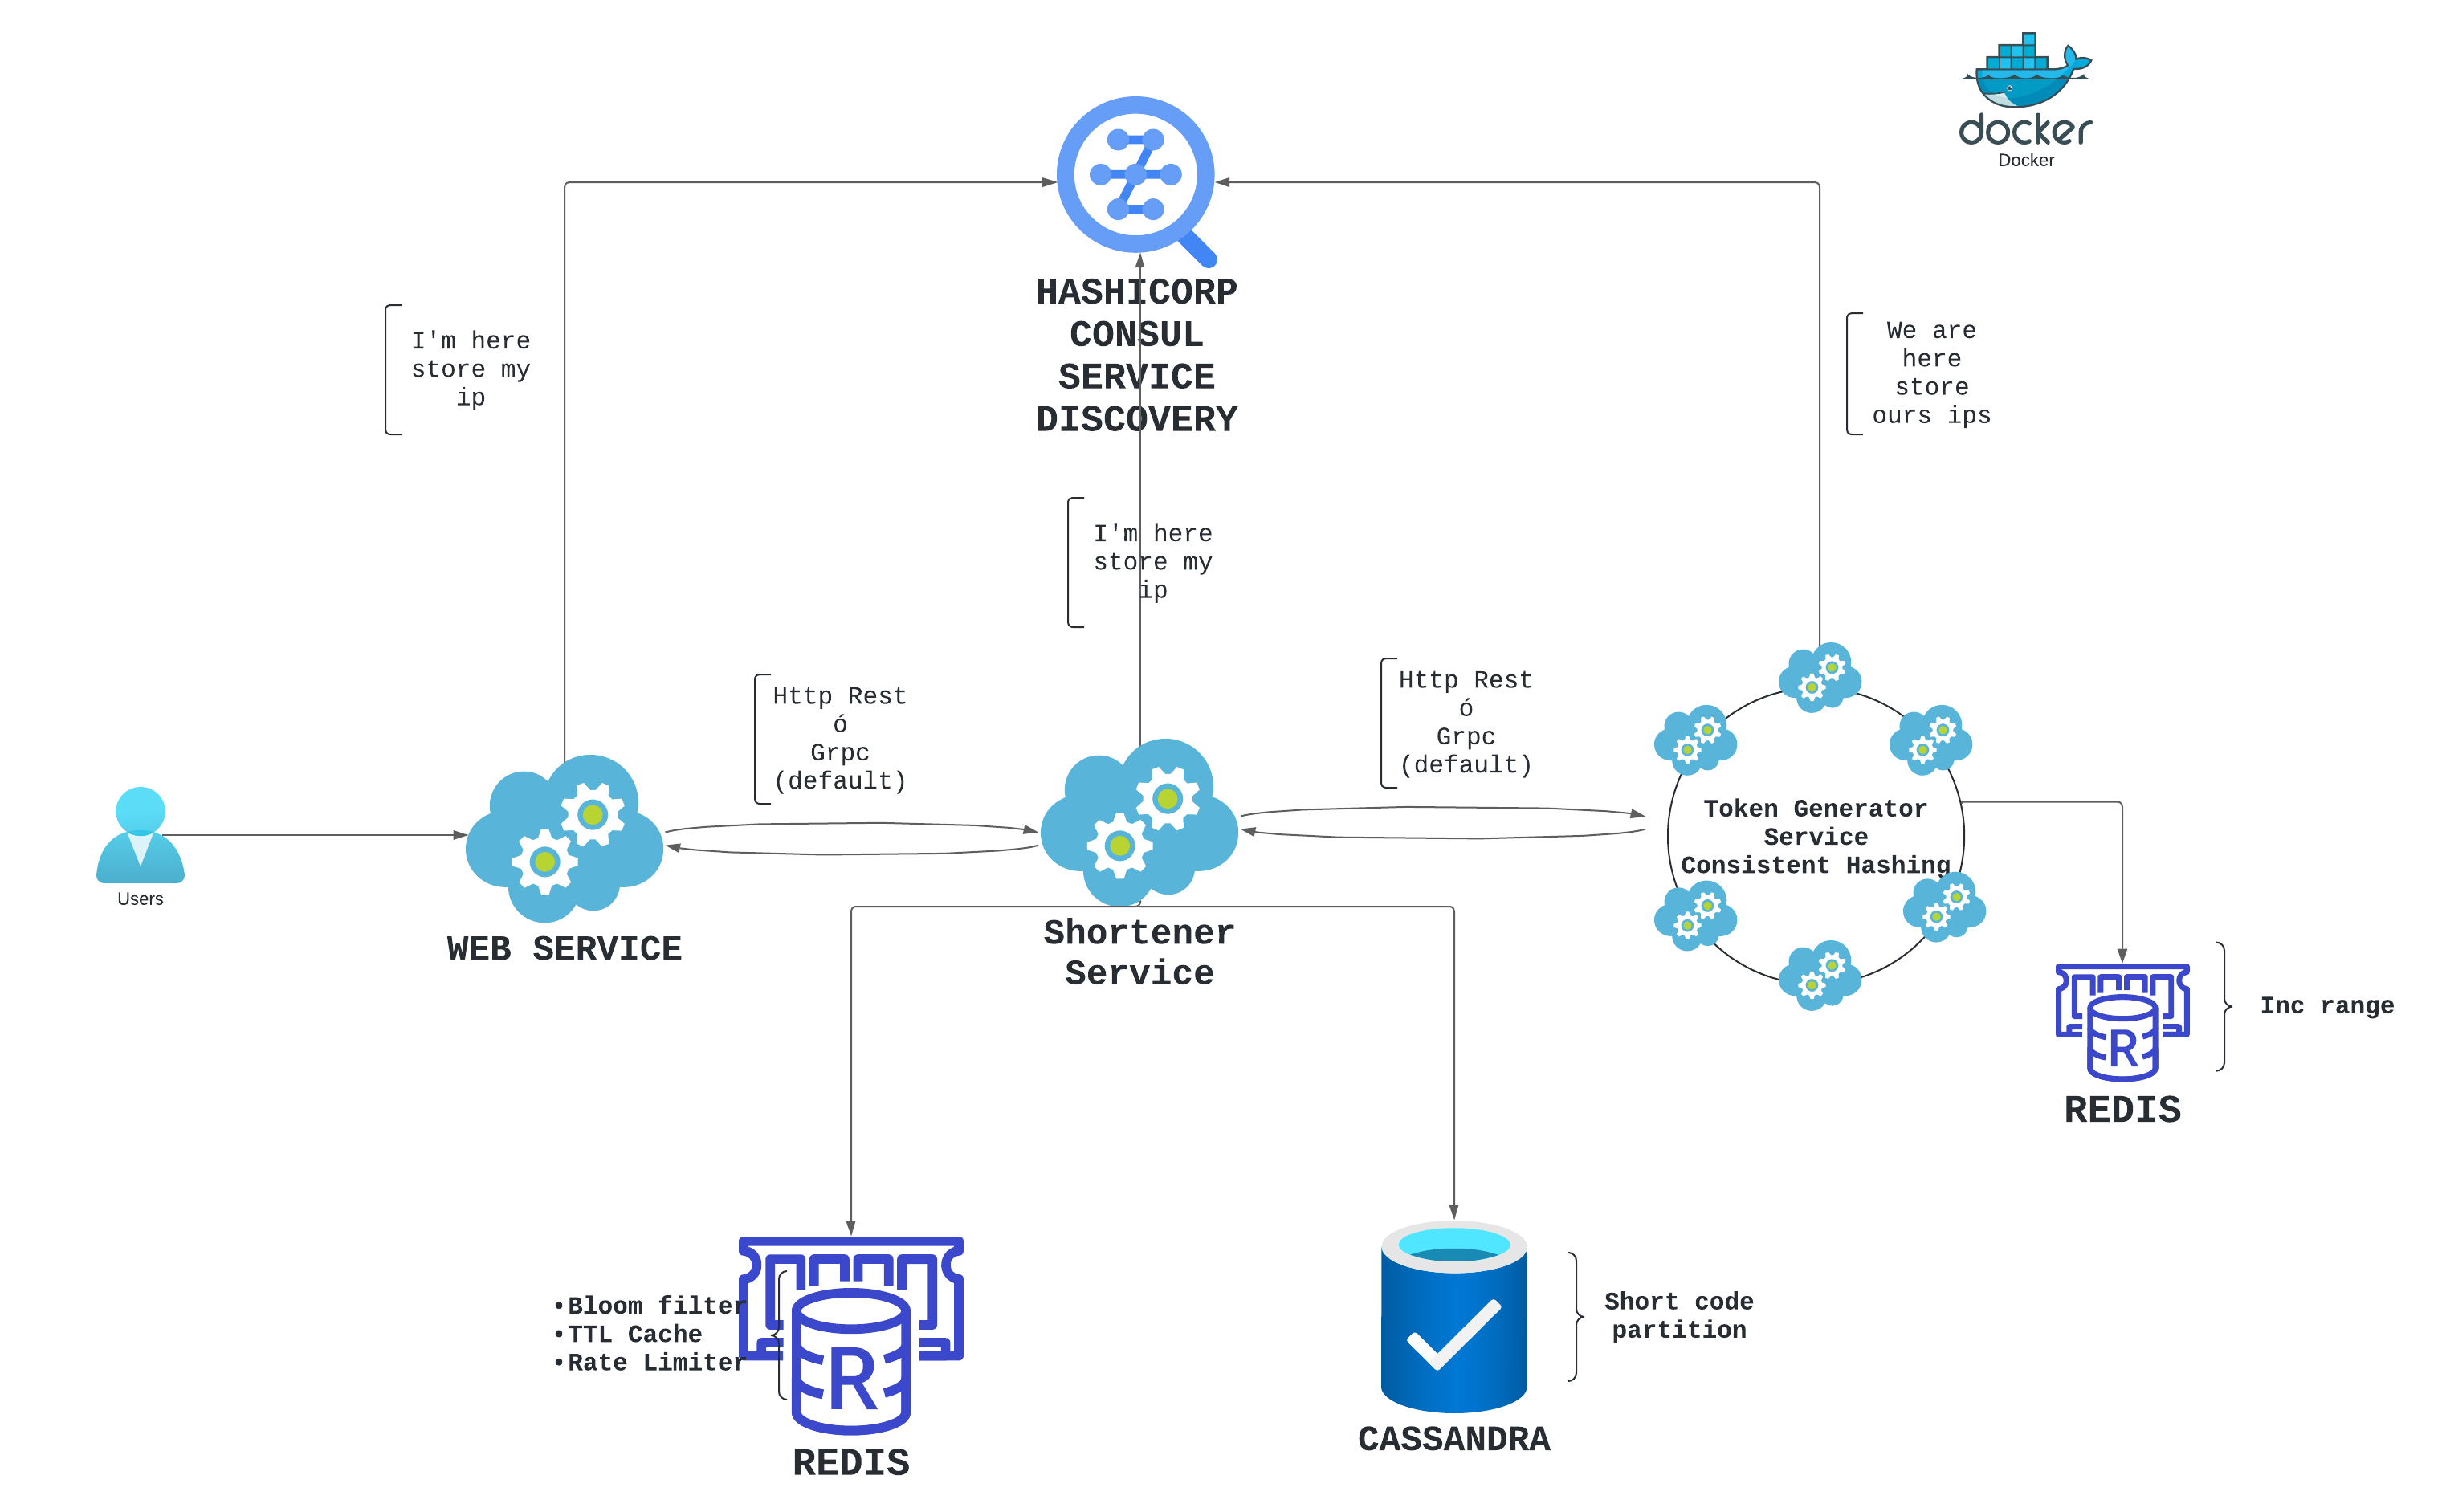 docker
Docker
HASHICORP
CONSUL
SERVICE
DISCOVERY
I'm here
store my
ip
We are
here
store
ours ips
I'm here
store my
ip
Http Rest
ó
Grpc
(default)
Http Rest
ó
Grpc
(default)
Users
WEB SERVICE
Shortener
Service
Token Generator
Service
Consistent Hashing
R
REDIS
Inc range
• Bloom filter
• TTL Cache
• Rate Limiter
R
REDIS
CASSANDRA
Short code
partition